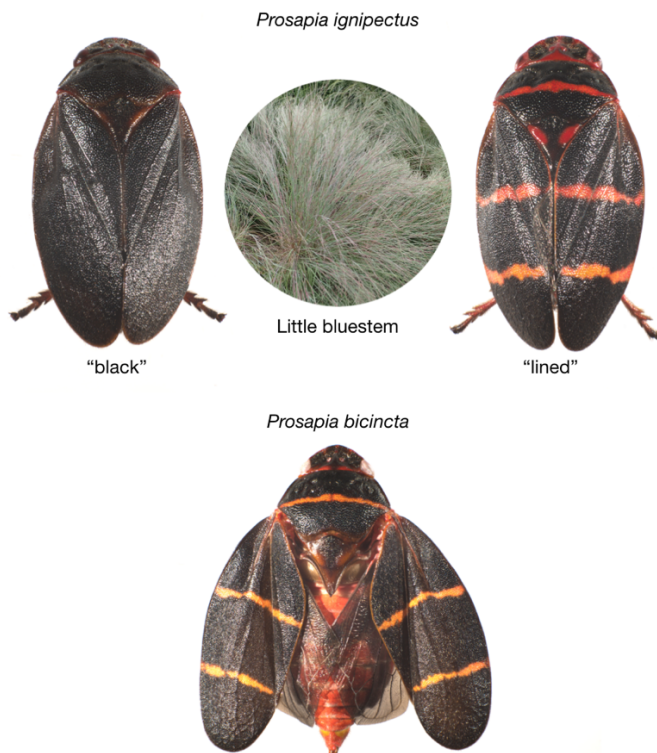 Prosapia ignipectus
Little bluestem
“black”
“lined”
Prosapia bicincta